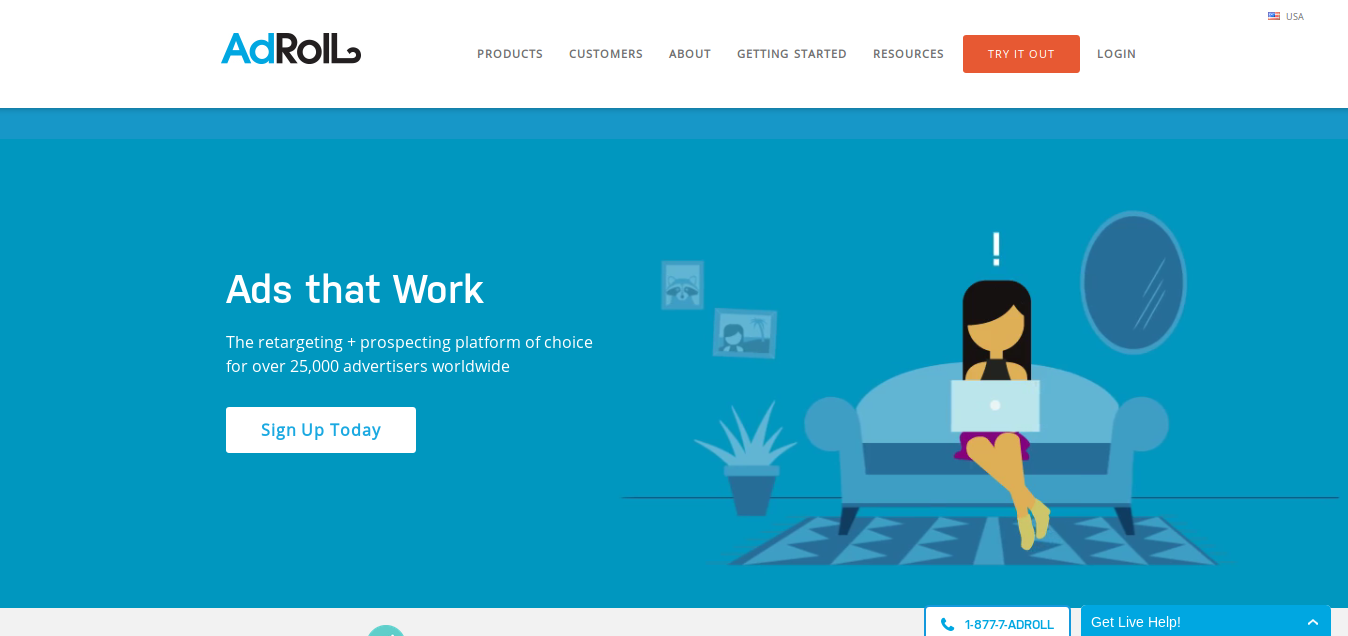 USA
AdRoll
PRODUCTS CUSTOMERS ABOUT GETTING STARTED RESOURCES TRY IT OUT LOGIN
!
Ads that Work
The retargeting + prospecting platform of choice
for over 25,000 advertisers worldwide
Sign Up Today
1-877-7-ADROLL
Get Live Help!